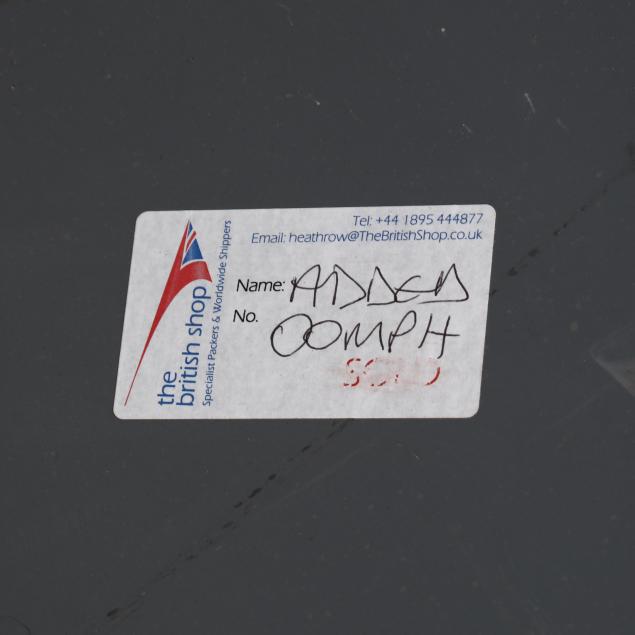 Tel: +44 1895 444877
Email: heathrow@TheBritishShop.co.uk
Name: ADDED
No. OOMPH
the
british shop
Specialist Packers & Worldwide Shippers